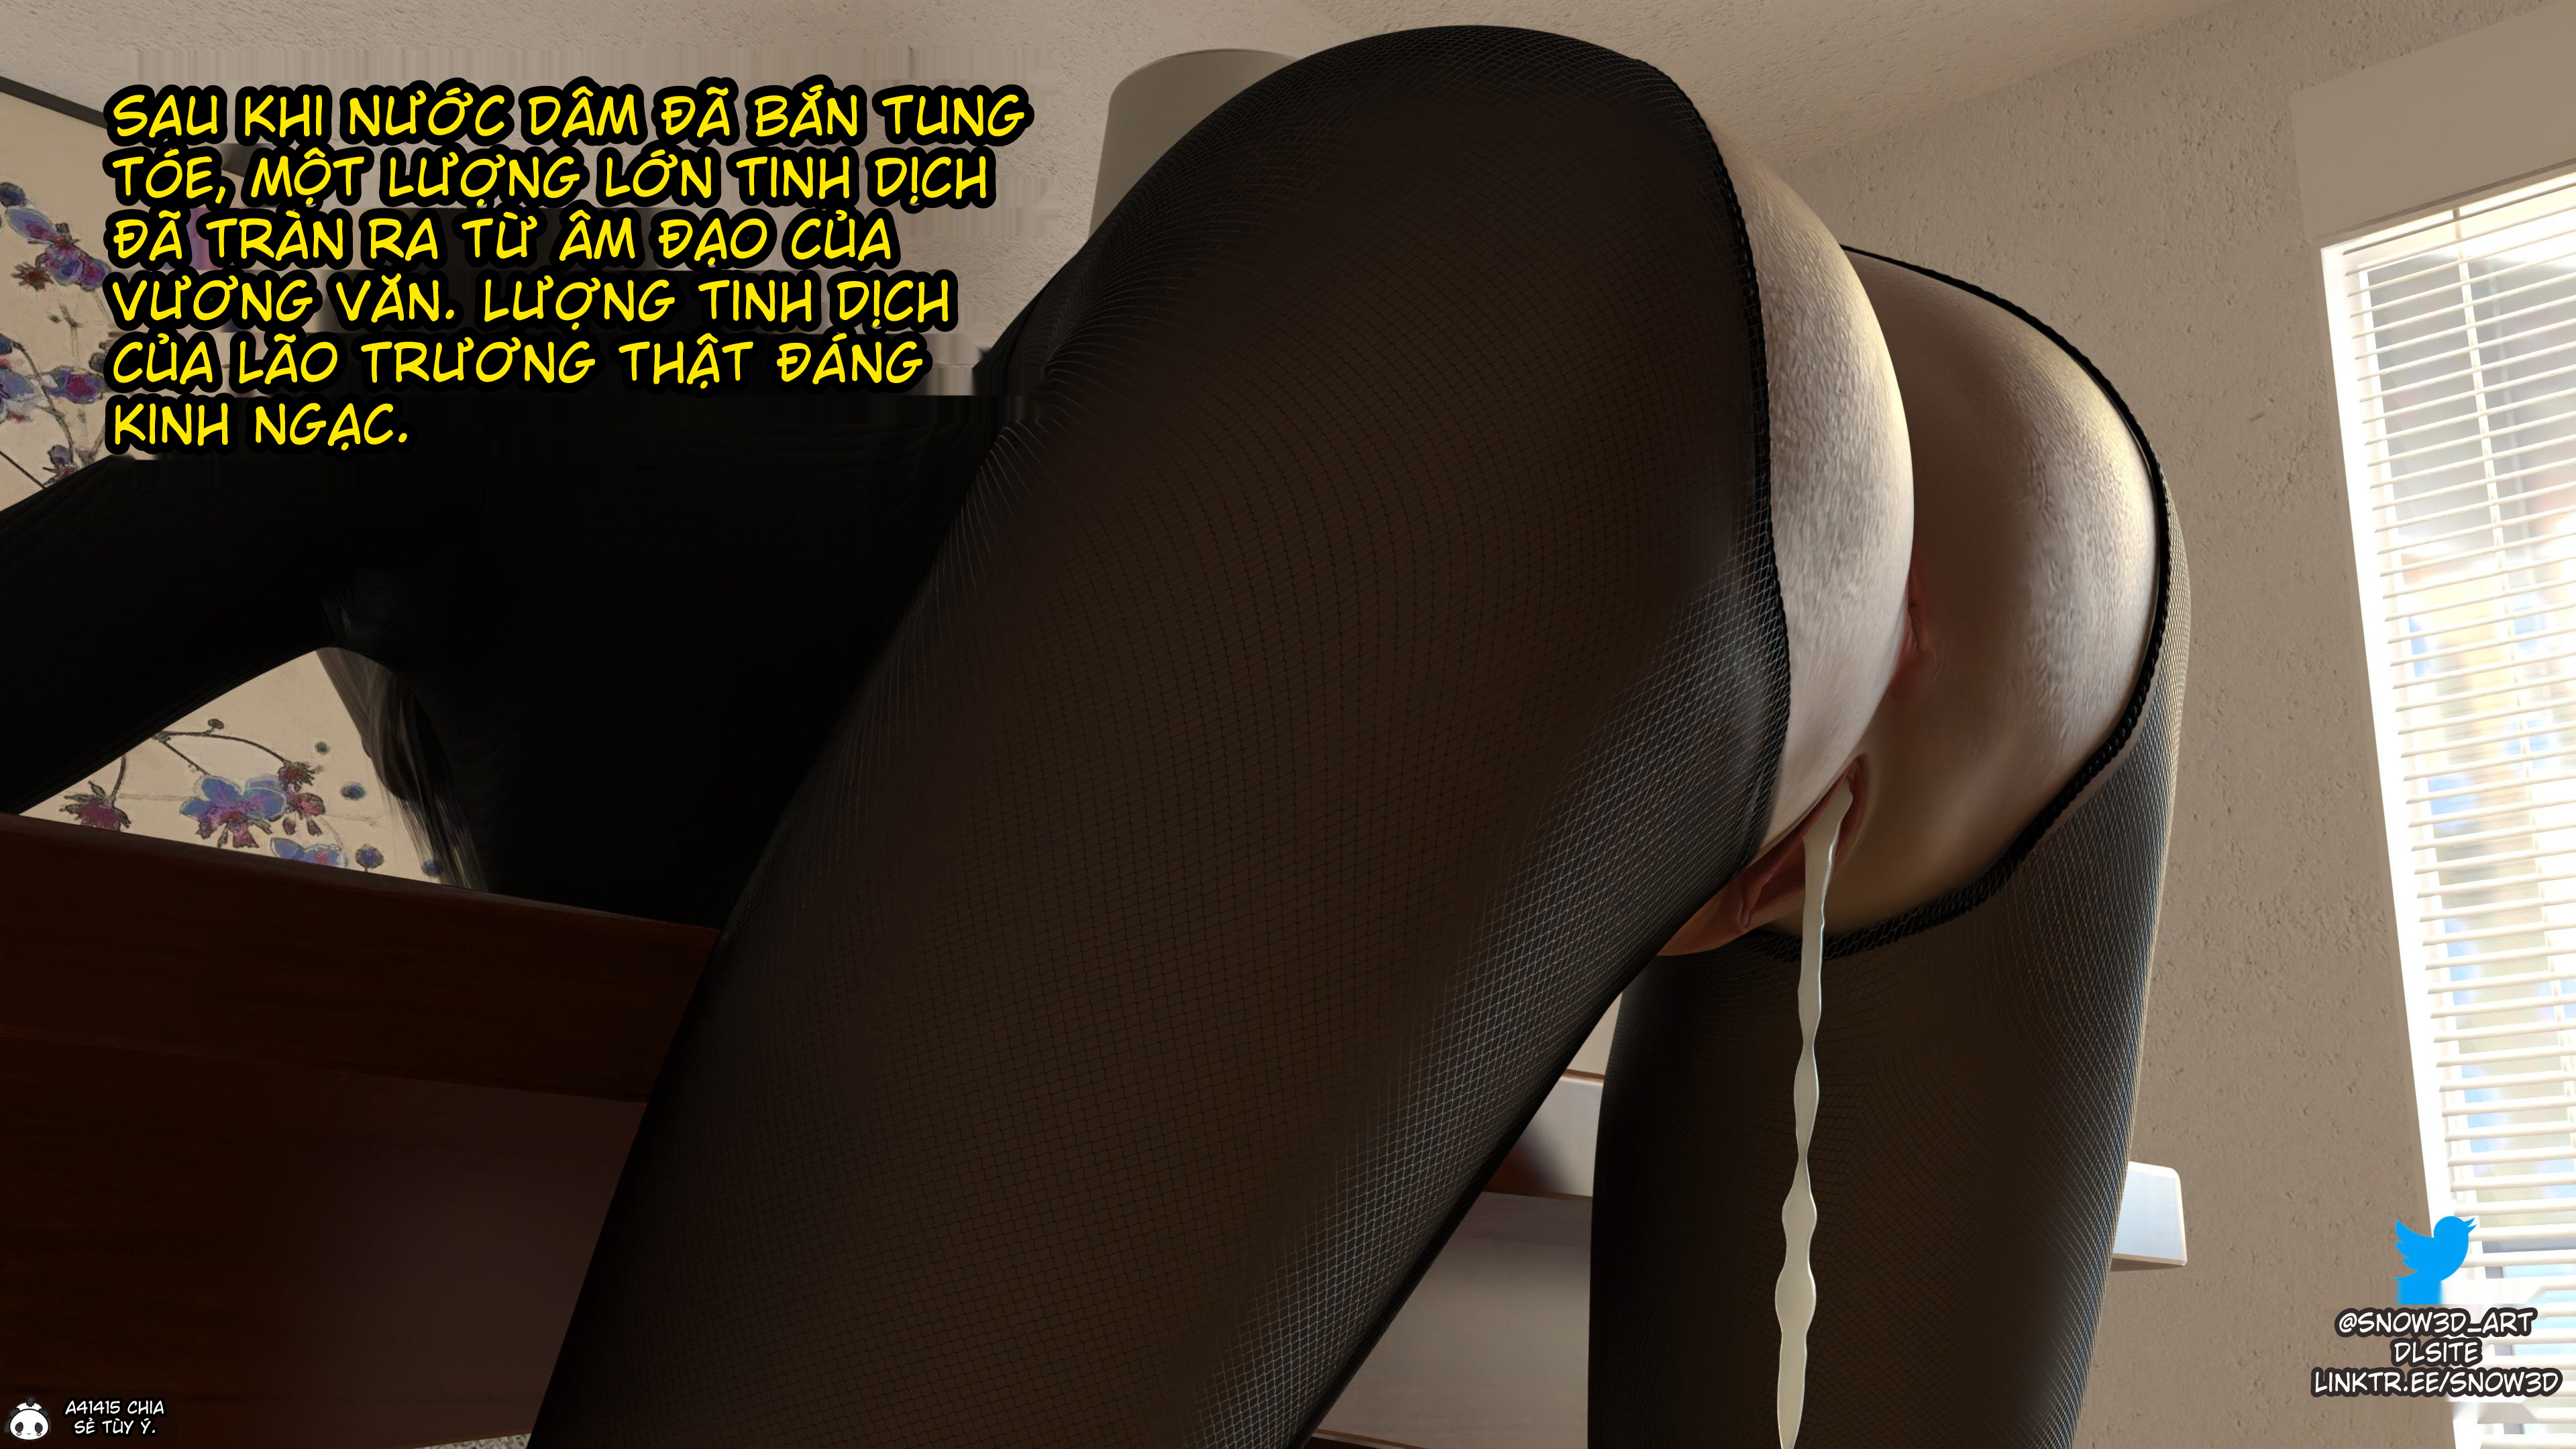 SAU KHI NƯỚC DÂM ĐÃ BẮN TUNG
TÓE, MỘT LƯỢNG LỚN TINH DỊCH
ĐÃ TRÀN RA TỪ ÂM ĐẠO CỦA
VƯƠNG VĂN. LƯỢNG TINH DỊCH
CỦA LÃO TRƯƠNG THẬT ĐÁNG
KINH NGẠC.
@SNOW3D_ART
DLSITE
LINKTR.EE/SNOW3D
A41415 CHIA
SẺ TÙY Ý.